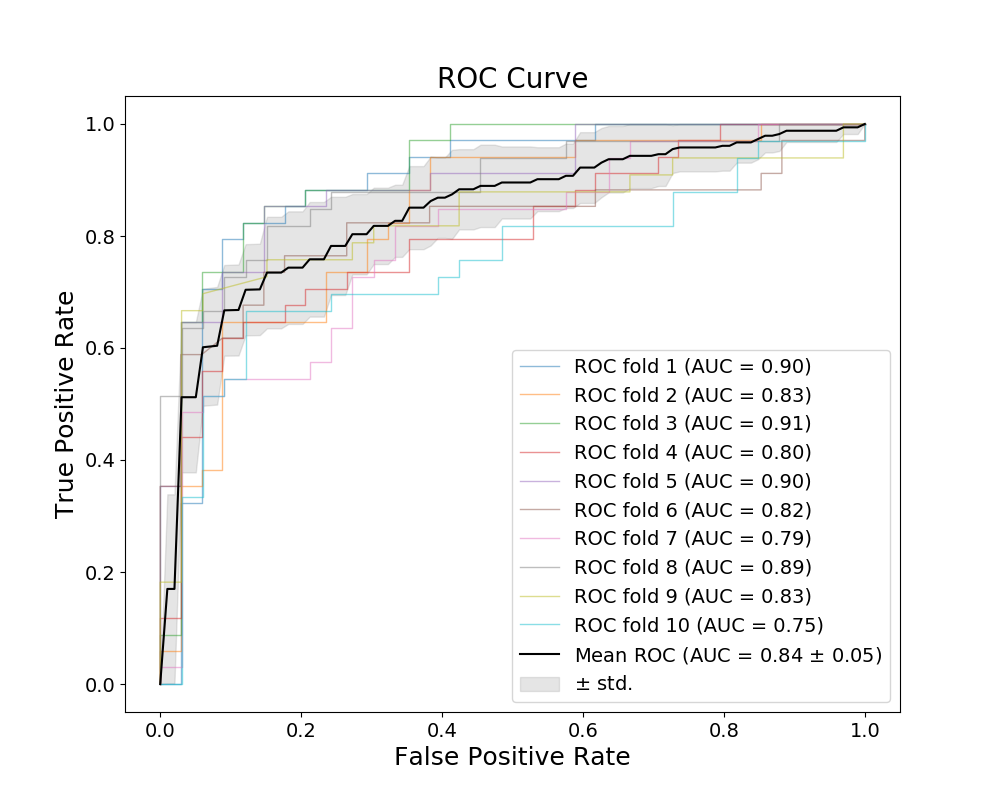 ROC Curve
1.0
0.8
0.6
0.4
0.2
0.0
True Positive Rate
ROC fold 1 (AUC = 0.90)
ROC fold 2 (AUC = 0.83)
ROC fold 3 (AUC = 0.91)
ROC fold 4 (AUC = 0.80)
ROC fold 5 (AUC = 0.90)
ROC fold 6 (AUC = 0.82)
ROC fold 7 (AUC = 0.79)
ROC fold 8 (AUC = 0.89)
ROC fold 9 (AUC = 0.83)
ROC fold 10 (AUC = 0.75)
Mean ROC (AUC = 0.84 ± 0.05)
± std.
0.0 0.2 0.4 0.6 0.8 1.0
False Positive Rate